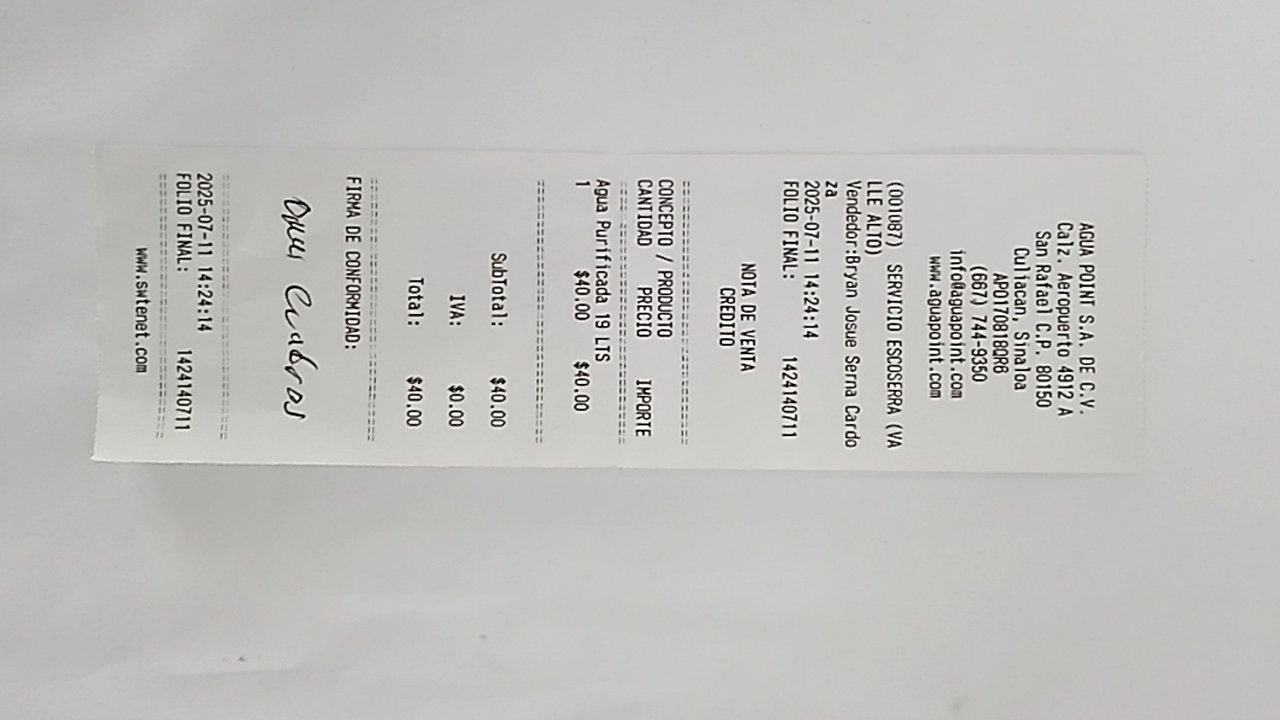 AGUA POINT S.A. DE C.V.
Calz. Aeropuerto 4912 A
San Rafael C.P. 80150
Culiacan, Sinaloa
APO170818QR6
(667) 744-9350
info@aguapoint.com
www.aguapoint.com
(001087) SERVICIO ESCOSERRA (VA
LLE ALTO)
Vendedor:Bryan Josue Serna Cardo
za
2025-07-11 14:24:14
FOLIO FINAL: 1424140711
NOTA DE VENTA
CREDITO
CONCEPTO / PRODUCTO
CANTIDAD PRECIO IMPORTE
Agua Purificada 19 LTS
1 $40.00 $40.00
SubTotal: $40.00
IVA: $0.00
Total: $40.00
FIRMA DE CONFORMIDAD:
2025-07-11 14:24:14
FOLIO FINAL: 1424140711
www.swtenet.com